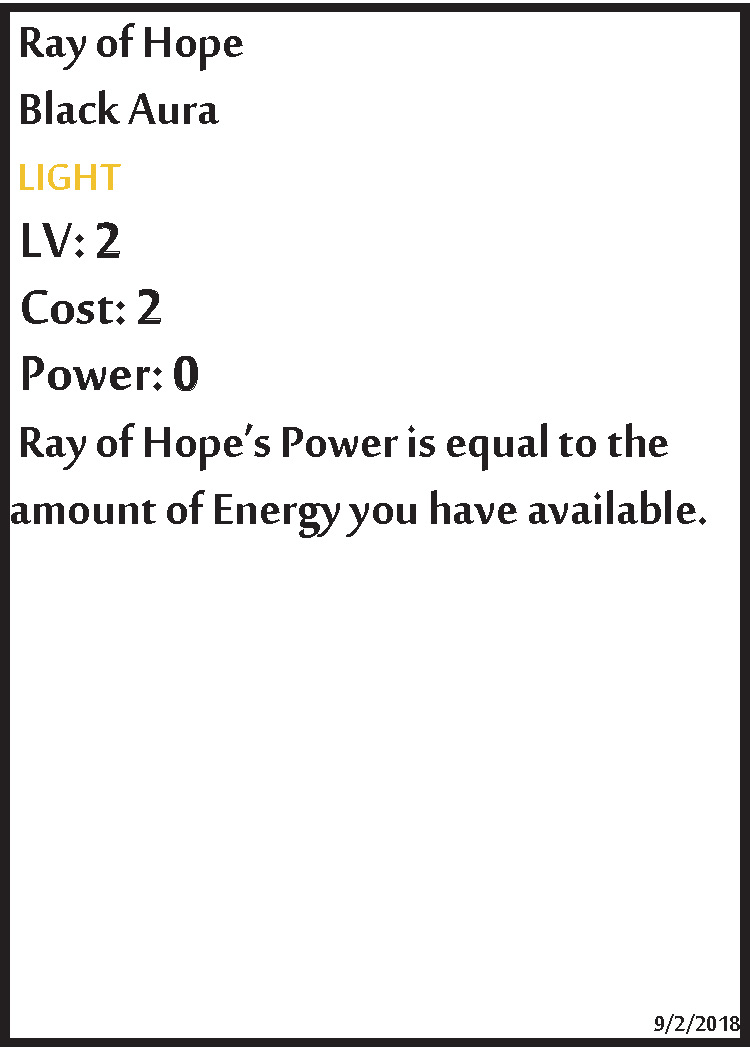 Ray of Hope
Black Aura
LIGHT
LV: 2
Cost: 2
Power: 0
Ray of Hope's Power is equal to the
amount of Energy you have available.
9/2/2018